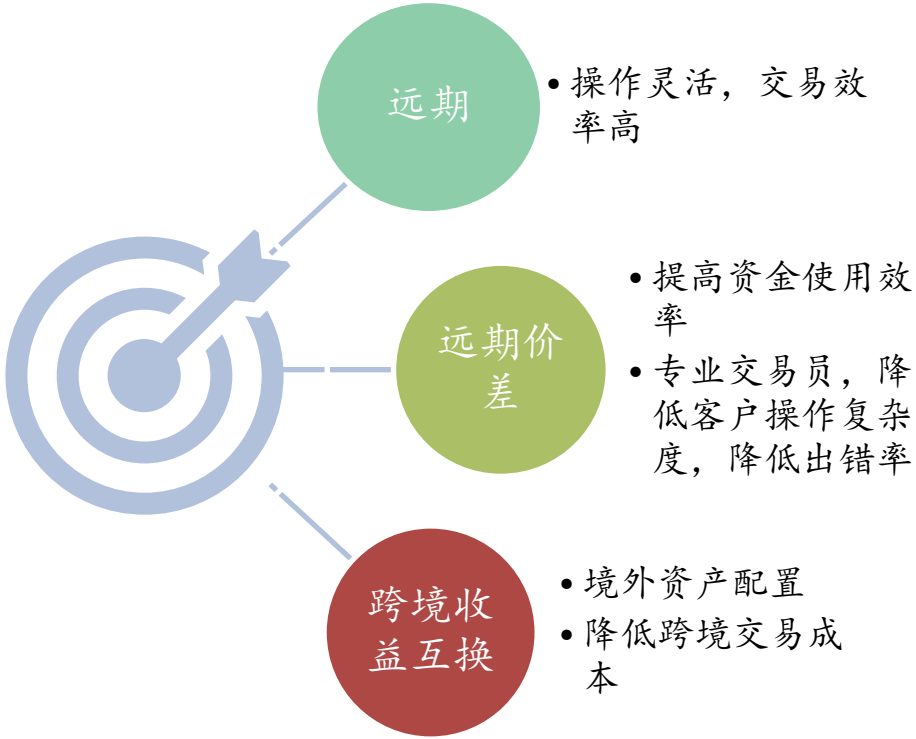 远期
• 操作灵活，交易效
率高
远期价
差
• 提高资金使用效
率
• 专业交易员，降
低客户操作复杂
度，降低出错率
跨境收
益互换
• 境外资产配置
• 降低跨境交易成
本